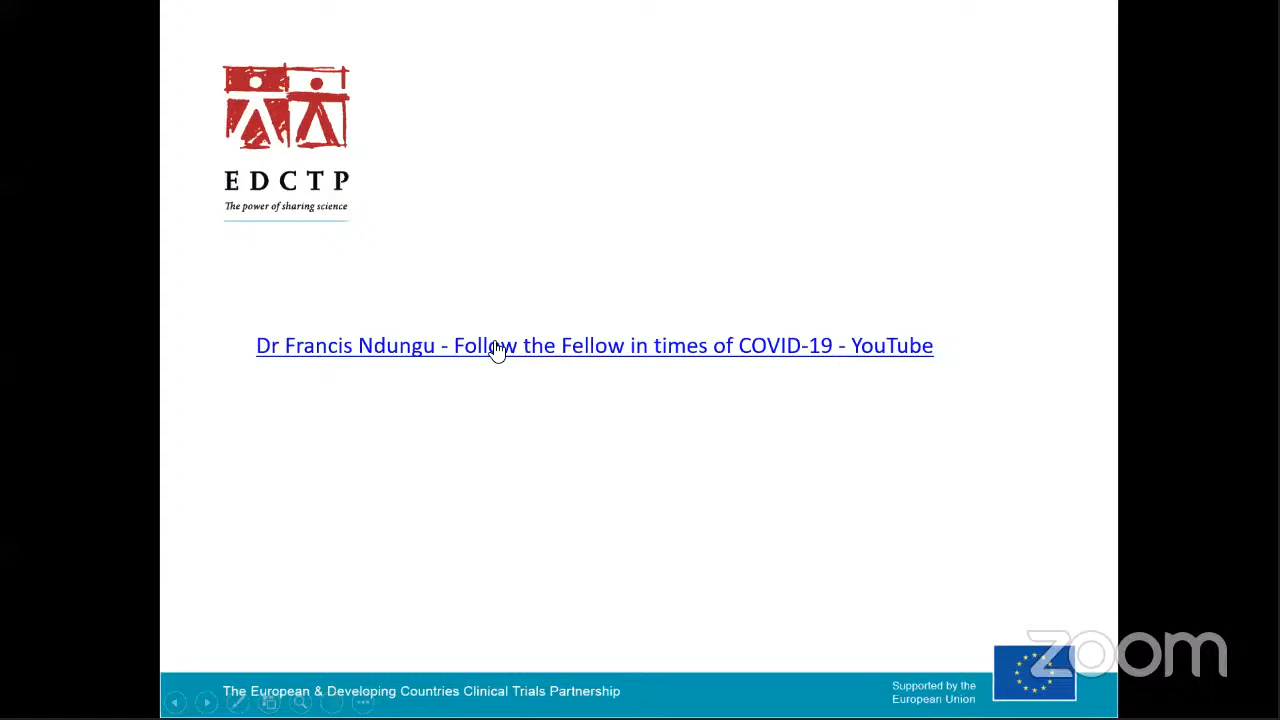 EDCTP
The power of sharing science
Dr Francis Ndungu - Follow the Fellow in times of COVID-19 - YouTube
zoom
The European & Developing Countries Clinical Trials Partnership
Supported by the
European Union